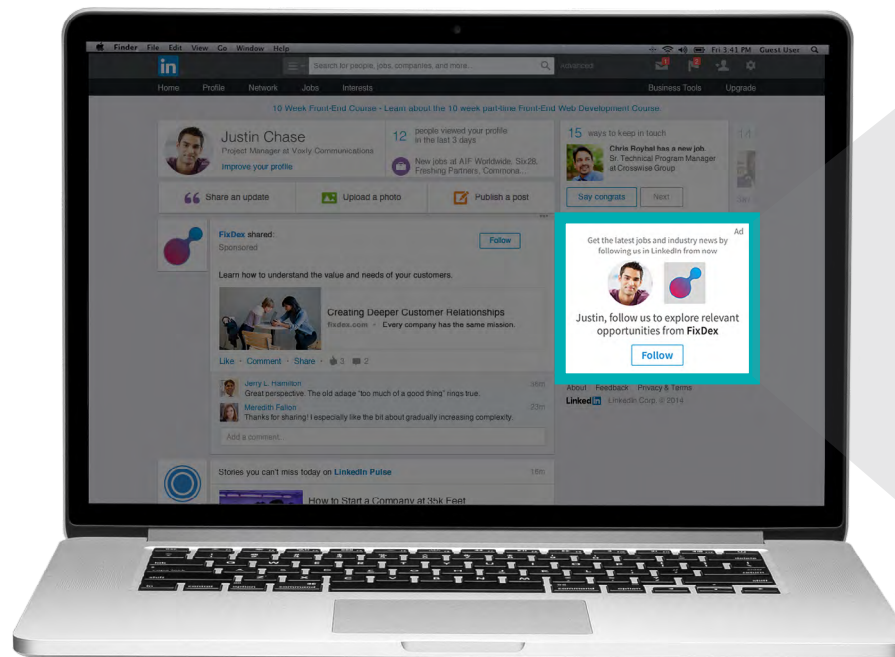 Finder File Edit View Go Window Help
Fri 3:41 PM Guest User
in
Search for people, jobs, companies, and more...
Advanced
Home Profile Network Jobs Interests
Business Tools Upgrade
10 Week Front-End Course - Learn about the 10 week part-time Front-End Web Development Course.
Justin Chase
Project Manager at Voxly Communications
Improve your profile
12 people viewed your profile
in the last 3 days
New jobs at AIF Worldwide, Six28,
Freshing Partners, Commona...
15 ways to keep in touch
Chris Roybal has a new job.
Sr. Technical Program Manager
at Crosswise Group
Say congrats Next
14
Share an update
Upload a photo
Publish a post
FixDex shared:
Sponsored
Follow
Learn how to understand the value and needs of your customers.
Creating Deeper Customer Relationships
fixdex.com · Every company has the same mission.
Like · Comment · Share · 3 2
Jerry L. Hamilton
Great perspective. The old adage "too much of a good thing" rings true.
Meredith Fallon
Thanks for sharing! I especially like the bit about gradually increasing complexity.
Add a comment...
Stories you can't miss today on LinkedIn Pulse
18m
How to Start a Company at 35k Feet
Ad
Get the latest jobs and industry news by
following us in LinkedIn from now
Justin, follow us to explore relevant
opportunities from FixDex
Follow
About Feedback Privacy & Terms
Linked in LinkedIn Corp. © 2014